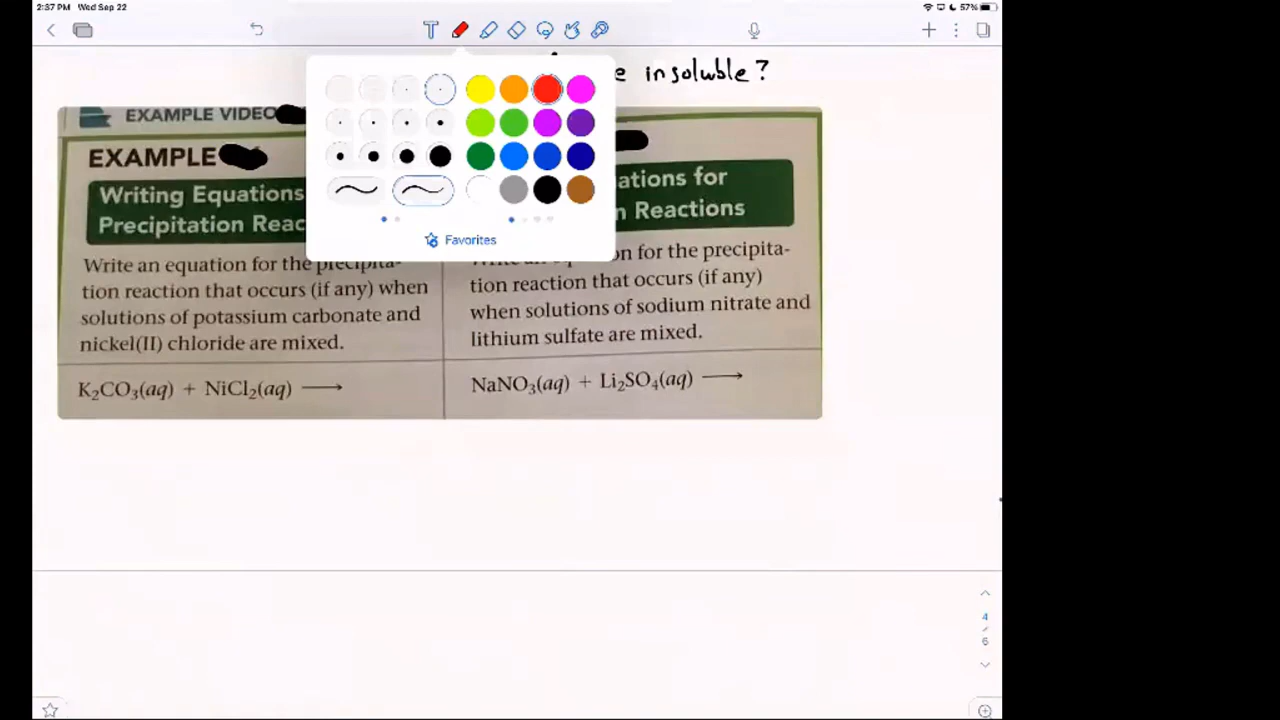 2:37 PM Wed Sep 22
57%
T
insoluble?
EXAMPLE VIDEO
EXAMPLE
Writing Equations
Precipitation Reac
Write an equation for the precipita-
tion reaction that occurs (if any) when
solutions of potassium carbonate and
nickel(II) chloride are mixed.
K₂CO₃(aq) + NiCl₂(aq) ⟶
ations for
n Reactions
on for the precipita-
tion reaction that occurs (if any)
when solutions of sodium nitrate and
lithium sulfate are mixed.
NaNO₃(aq) + Li₂SO₄(aq) ⟶
Favorites
4
/
6